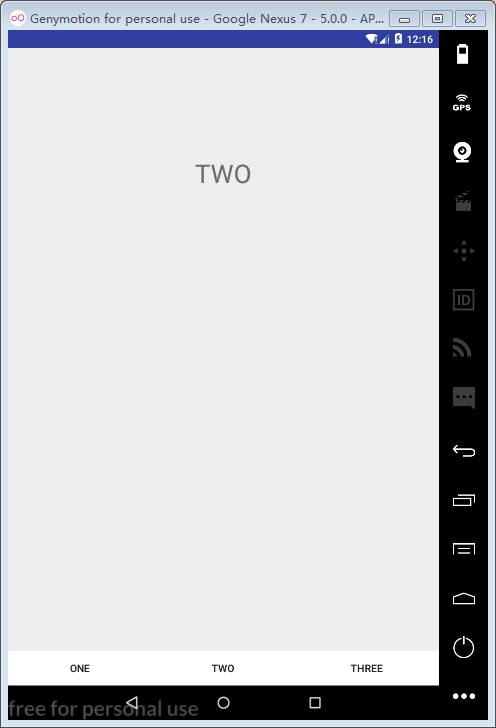 Genymotion for personal use - Google Nexus 7 - 5.0.0 - AP...
12:16
GPS
TWO
ID
ONE TWO THREE
free for personal use